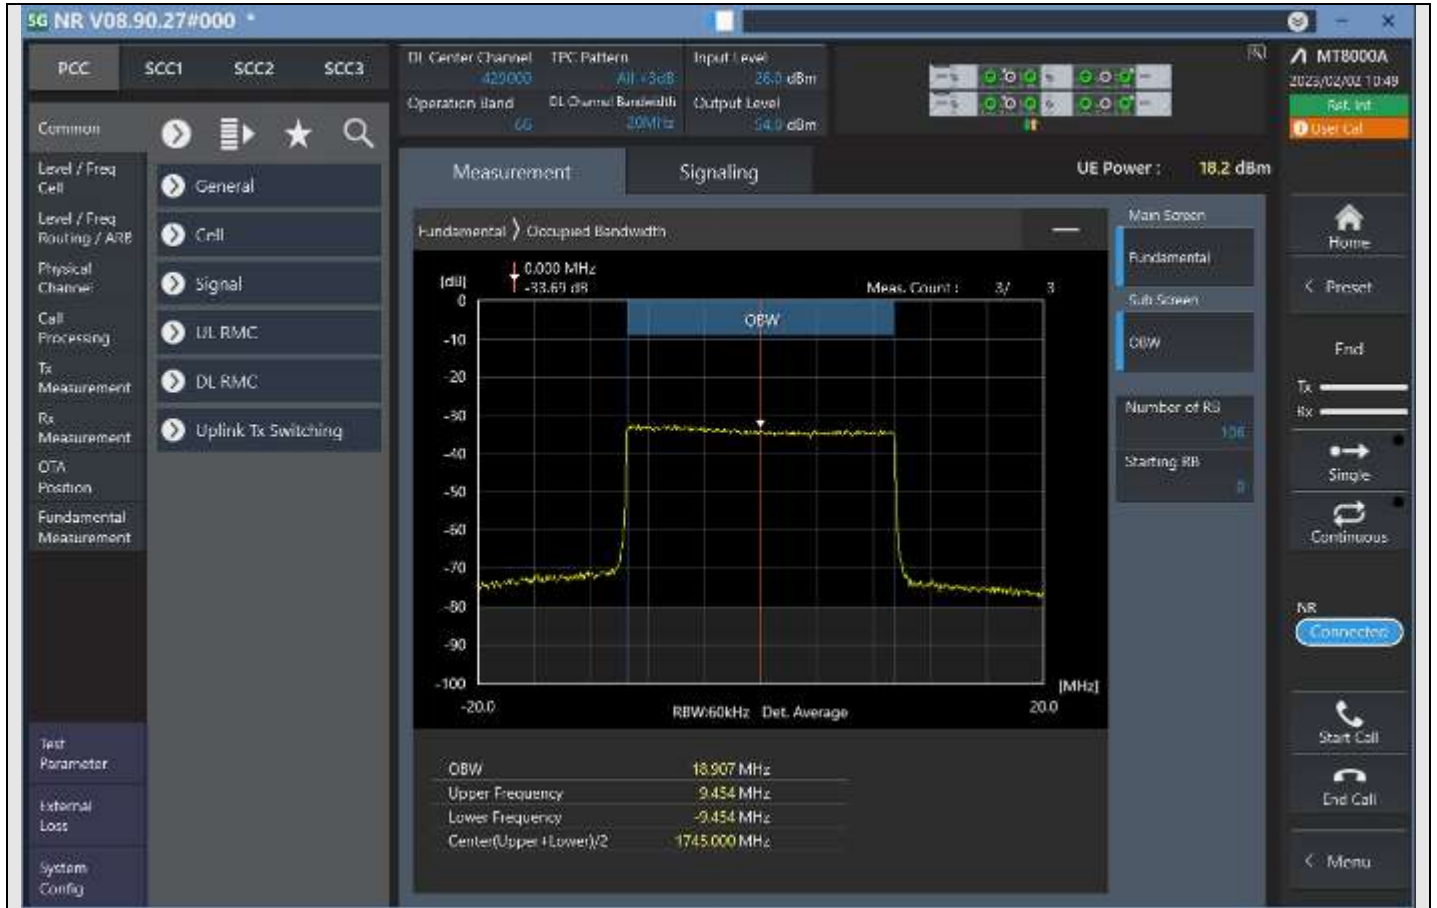 5G NR V08.90.27#000 *
PCC SCC1 SCC2 SCC3
DL Center Channel
429000
TPC Pattern
All +3dB
Input Level
26.0 dBm
Operation Band
66
DL Channel Bandwidth
20MHz
Output Level
-54.0 dBm
MT8000A
2023/02/02 10:49
Ref. Int
User Cal
Common
Level / Freq
Cell
Level / Freq
Routing / ARB
Physical
Channel
Call
Processing
Tx
Measurement
Rx
Measurement
OTA
Position
Fundamental
Measurement
Test
Parameter
External
Loss
System
Config
General
Cell
Signal
UL RMC
DL RMC
Uplink Tx Switching
Measurement Signaling
UE Power : 18.2 dBm
Fundamental Occupied Bandwidth
0.000 MHz
-33.69 dB
Meas. Count : 3/ 3
[dB]
OBW
0
-10
-20
-30
-40
-50
-60
-70
-80
-90
-100
[MHz]
-20.0 20.0
RBW:60kHz Det. Average
OBW 18.907 MHz
Upper Frequency 9.454 MHz
Lower Frequency -9.454 MHz
Center(Upper+Lower)/2 1745.000 MHz
Main Screen
Fundamental
Sub Screen
OBW
Number of RB
106
Starting RB
0
Home
Preset
End
Tx
Rx
Single
Continuous
NR
Connected
Start Call
End Call
Menu